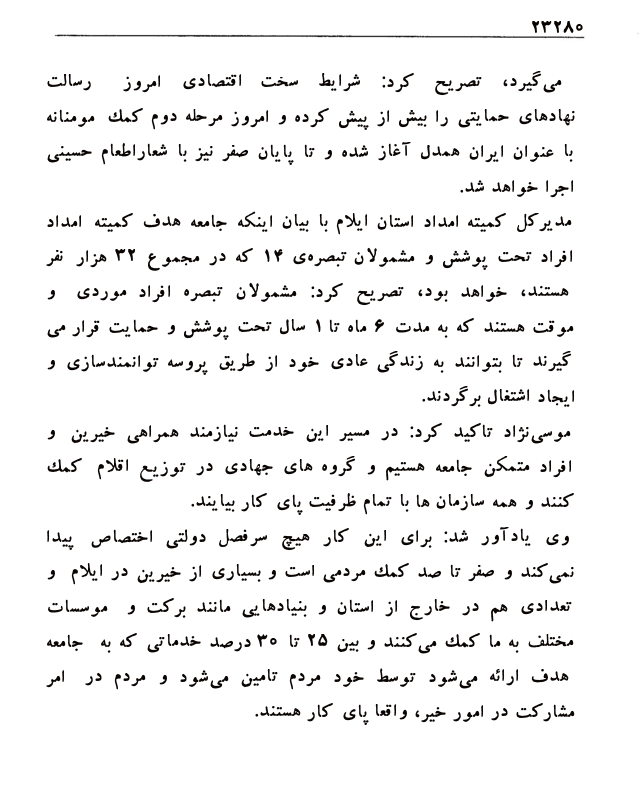 ۲۳۲۸۰
می‌گیرد، تصریح کرد: شرایط سخت اقتصادی امروز رسالت
نهادهای حمایتی را بیش از پیش کرده و امروز مرحله دوم کمك مومنانه
با عنوان ایران همدل آغاز شده و تا پایان صفر نیز با شعاراطعام حسینی
اجرا خواهد شد.
مدیرکل کمیته امداد استان ایلام با بیان اینکه جامعه هدف کمیته امداد
افراد تحت پوشش و مشمولان تبصره‌ی ۱۴ که در مجموع ۳۲ هزار نفر
هستند، خواهد بود، تصریح کرد: مشمولان تبصره افراد موردی و
موقت هستند که به مدت ۶ ماه تا ۱ سال تحت پوشش و حمایت قرار می
گیرند تا بتوانند به زندگی عادی خود از طریق پروسه توانمندسازی و
ایجاد اشتغال برگردند.
موسی‌نژاد تاکید کرد: در مسیر این خدمت نیازمند همراهی خیرین و
افراد متمکن جامعه هستیم و گروه های جهادی در توزیع اقلام کمك
کنند و همه سازمان ها با تمام ظرفیت پای کار بیایند.
وی یادآور شد: برای این کار هیچ سرفصل دولتی اختصاص پیدا
نمی‌کند و صفر تا صد کمك مردمی است و بسیاری از خیرین در ایلام و
تعدادی هم در خارج از استان و بنیادهایی مانند برکت و موسسات
مختلف به ما کمك می‌کنند و بین ۲۵ تا ۳۰ درصد خدماتی که به جامعه
هدف ارائه می‌شود توسط خود مردم تامین می‌شود و مردم در امر
مشارکت در امور خیر، واقعا پای کار هستند.